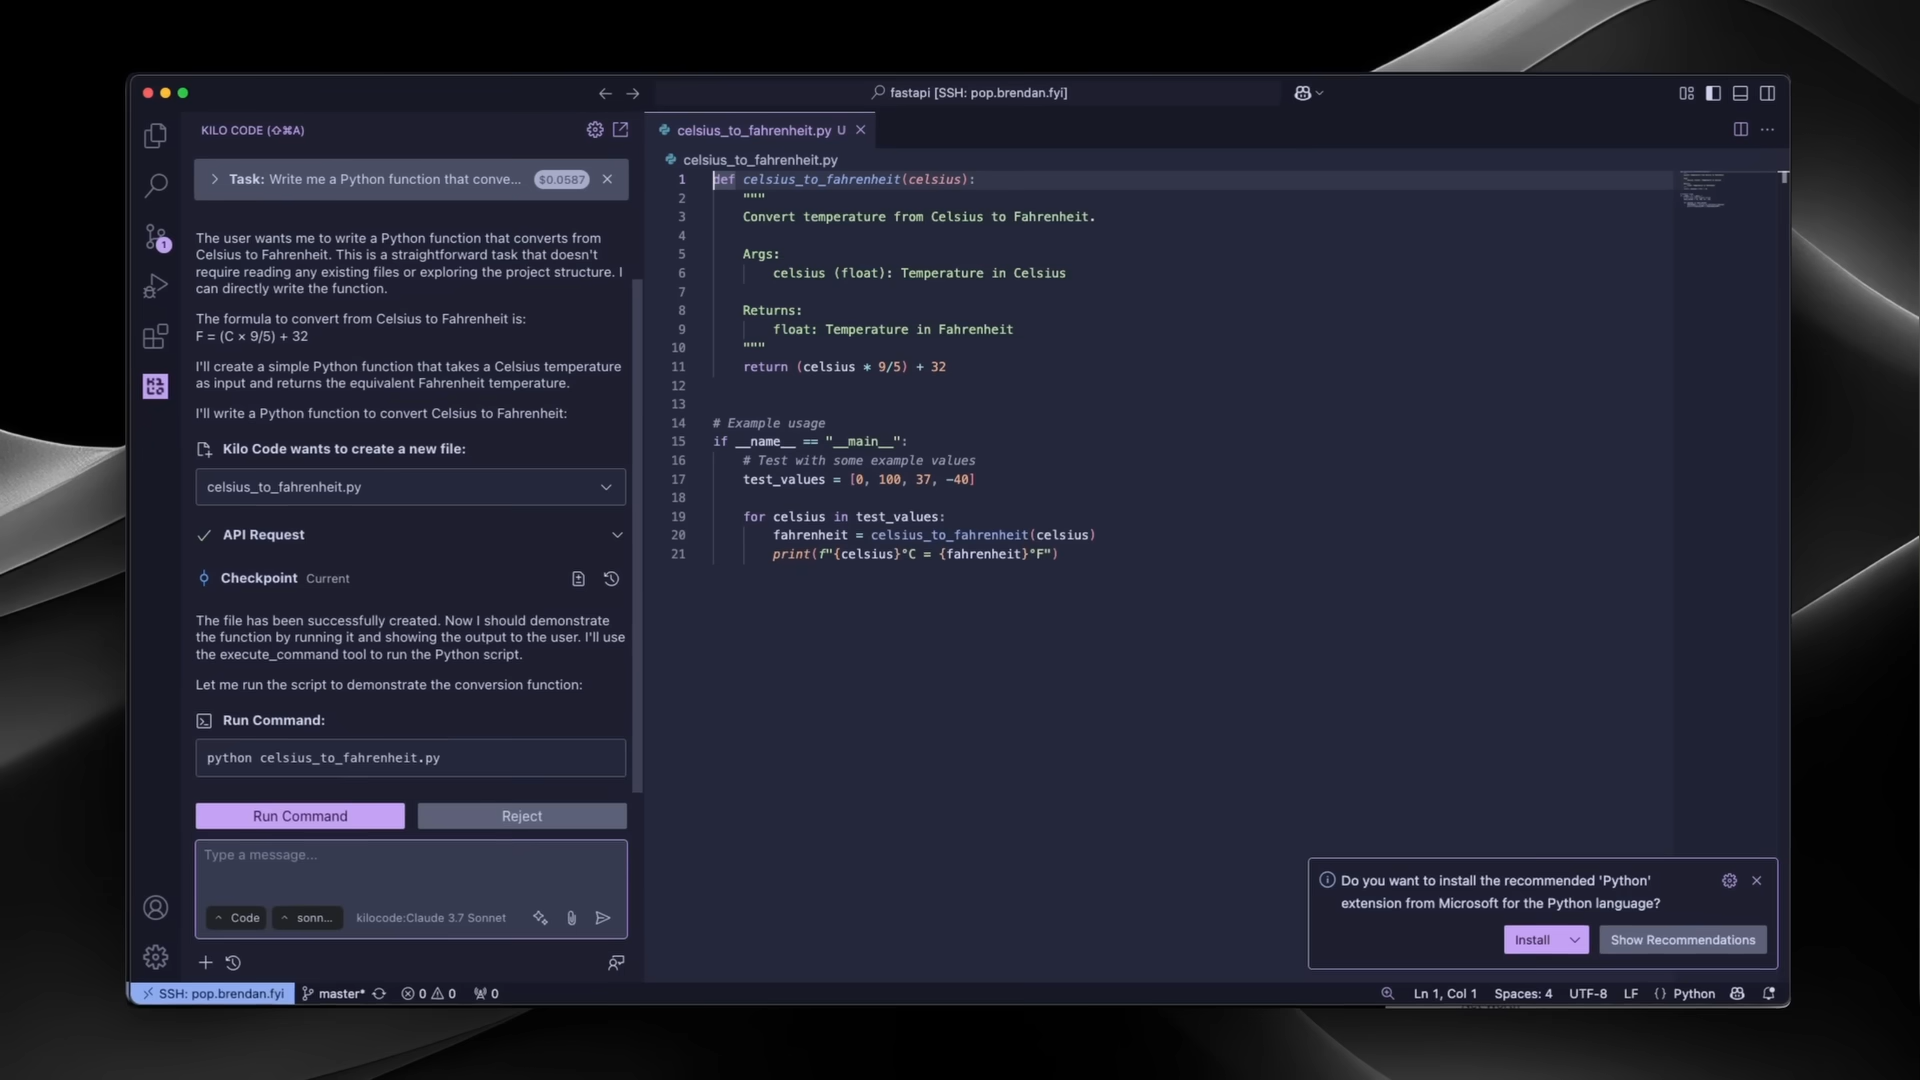 fastapi [SSH: pop.brendan.fyi]
KILO CODE (⇧⌘A)
Task: Write me a Python function that conve...
$0.0587
The user wants me to write a Python function that converts from
Celsius to Fahrenheit. This is a straightforward task that doesn't
require reading any existing files or exploring the project structure. I
can directly write the function.
The formula to convert from Celsius to Fahrenheit is:
F = (C × 9/5) + 32
I'll create a simple Python function that takes a Celsius temperature
as input and returns the equivalent Fahrenheit temperature.
I'll write a Python function to convert Celsius to Fahrenheit:
Kilo Code wants to create a new file:
celsius_to_fahrenheit.py
API Request
Checkpoint Current
The file has been successfully created. Now I should demonstrate
the function by running it and showing the output to the user. I'll use
the execute_command tool to run the Python script.
Let me run the script to demonstrate the conversion function:
Run Command:
python celsius_to_fahrenheit.py
Run Command
Reject
Type a message...
Code
sonn...
kilocode:Claude 3.7 Sonnet
celsius_to_fahrenheit.py U
celsius_to_fahrenheit.py
1 def celsius_to_fahrenheit(celsius):
2 """
3 Convert temperature from Celsius to Fahrenheit.
4
5 Args:
6 celsius (float): Temperature in Celsius
7
8 Returns:
9 float: Temperature in Fahrenheit
10 """
11 return (celsius * 9/5) + 32
12
13
14 # Example usage
15 if __name__ == "__main__":
16 # Test with some example values
17 test_values = [0, 100, 37, -40]
18
19 for celsius in test_values:
20 fahrenheit = celsius_to_fahrenheit(celsius)
21 print(f"{celsius}°C = {fahrenheit}°F")
1
KILO
Do you want to install the recommended 'Python'
extension from Microsoft for the Python language?
Install
Show Recommendations
SSH: pop.brendan.fyi
master*
0
0
0
Ln 1, Col 1
Spaces: 4
UTF-8
LF
{} Python